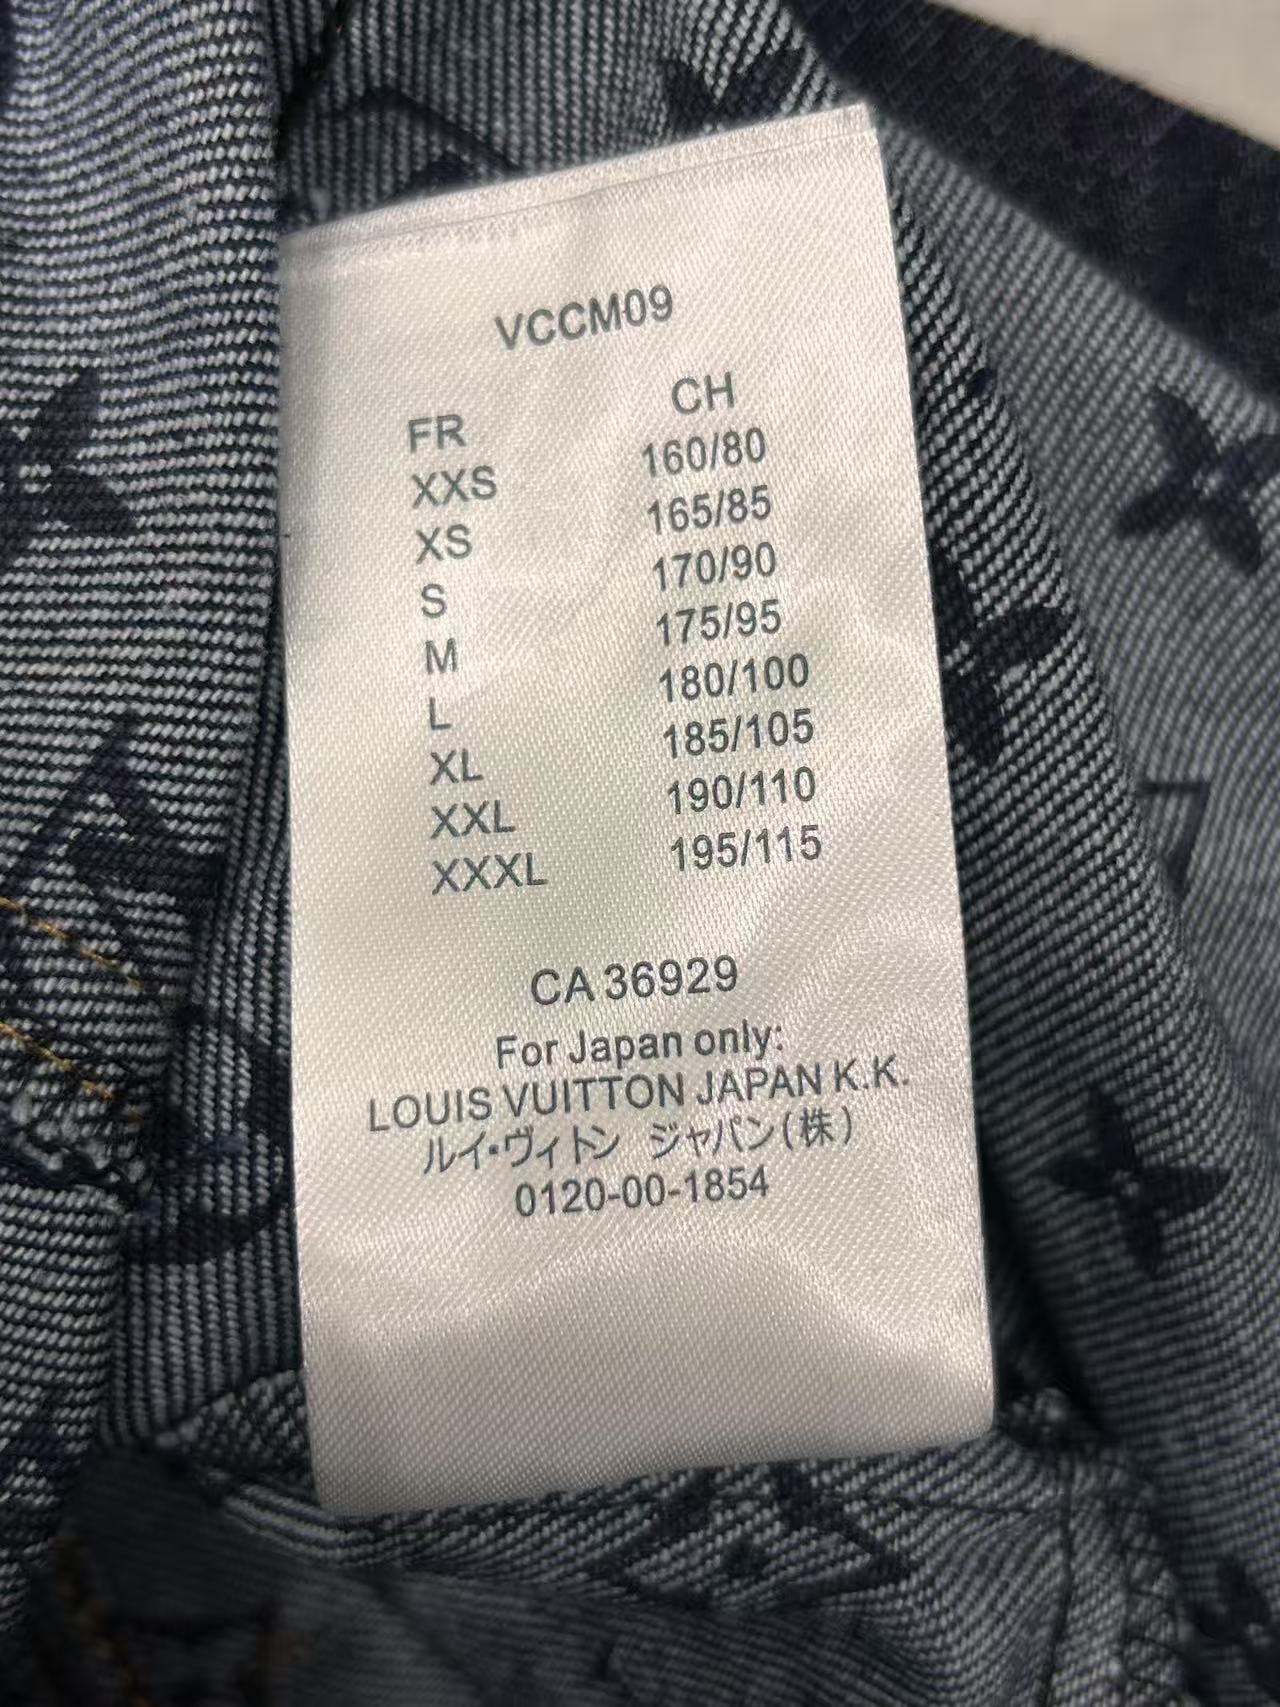 VCCM09
FR CH
XXS 160/80
XS 165/85
S 170/90
M 175/95
L 180/100
XL 185/105
XXL 190/110
XXXL 195/115
CA 36929
For Japan only:
LOUIS VUITTON JAPAN K.K.
ルイ・ヴィトン ジャパン(株)
0120-00-1854